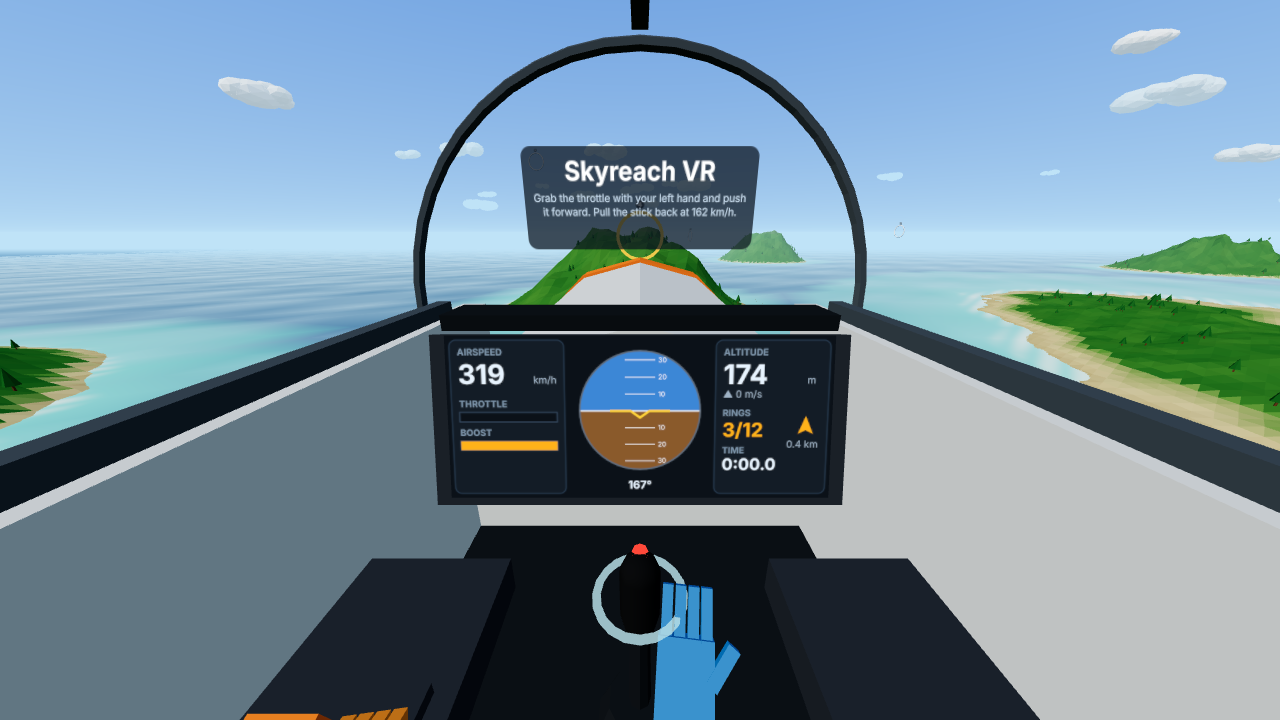 Skyreach VR
Grab the throttle with your left hand and push
it forward. Pull the stick back at 162 km/h.
AIRSPEED
319 km/h
THROTTLE
BOOST
30
20
10
10
20
30
167°
ALTITUDE
174 m
▲ 0 m/s
RINGS
3/12
0.4 km
TIME
0:00.0